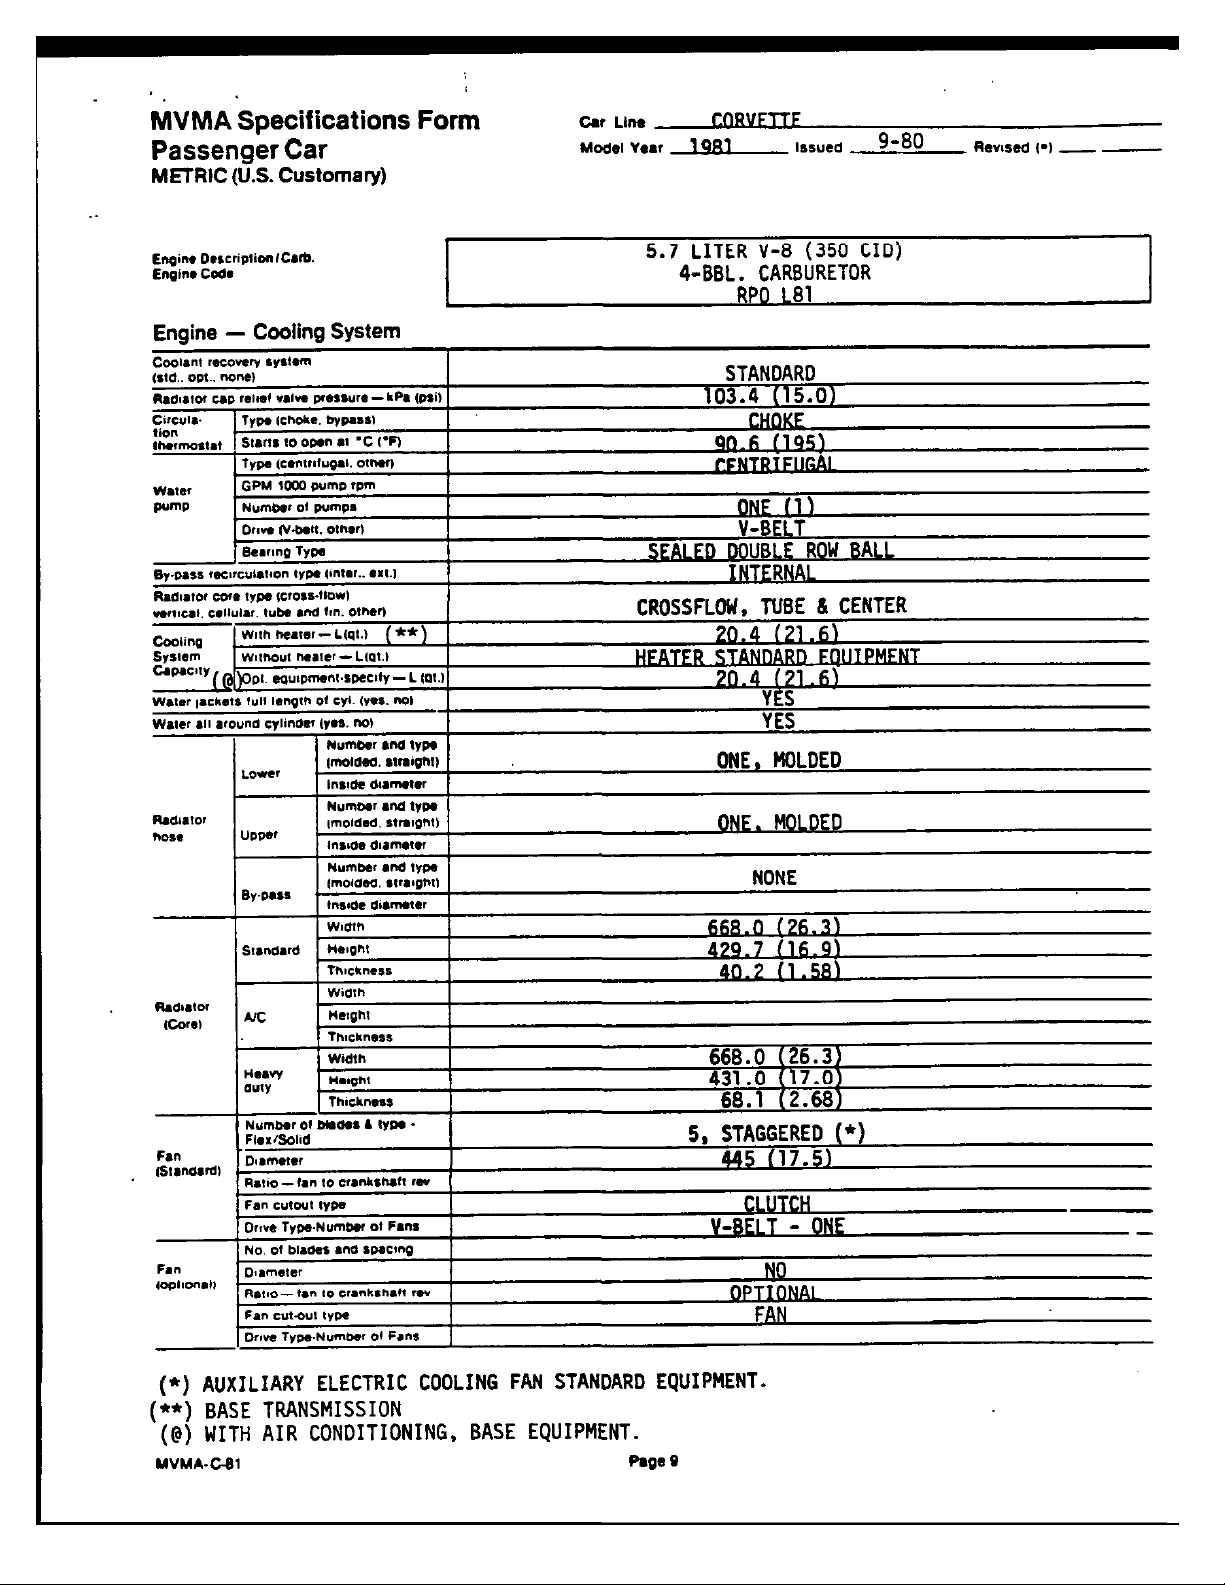 MVMA Specifications Form
Passenger Car
METRIC (U.S. Customary)
Car Line CORVETTE
Model Year 1981 Issued 9-80 Revised (•)
Engine Description/Carb.
Engine Code
5.7 LITER V-8 (350 CID)
4-BBL. CARBURETOR
RPO L81
Engine — Cooling System
Coolant recovery system
(std., opt., none) STANDARD
Radiator cap relief valve pressure — kPa (psi) 103.4 (15.0)
Circula-
tion
thermostat
Type (choke, bypass) CHOKE
Starts to open at °C (°F) 90.6 (195)
Water
pump
Type (centrifugal, other) CENTRIFUGAL
GPM 1000 pump rpm
Number of pumps ONE (1)
Drive (V-belt, other) V-BELT
Bearing Type SEALED DOUBLE ROW BALL
By-pass recirculation type (inter., ext.) INTERNAL
Radiator core type (cross-flow)
vertical, cellular, tube and fin, other) CROSSFLOW, TUBE & CENTER
Cooling
System
Capacity
With heater — L(qt.) (**) 20.4 (21.6)
Without heater — L(qt.) HEATER STANDARD EQUIPMENT
(@) Opt. equipment-specify — L (qt.) 20.4 (21.6)
Water jackets full length of cyl. (yes, no) YES
Water all around cylinder (yes, no) YES
Radiator
hose
Lower
Number and type
(molded, straight) ONE, MOLDED
Inside diameter
Upper
Number and type
(molded, straight) ONE, MOLDED
Inside diameter
By-pass
Number and type
(molded, straight) NONE
Inside diameter
Radiator
(Core)
Standard
Width 668.0 (26.3)
Height 429.7 (16.9)
Thickness 40.2 (1.58)
A/C
Width
Height
Thickness
Heavy
duty
Width 668.0 (26.3)
Height 431.0 (17.0)
Thickness 68.1 (2.68)
Fan
(Standard)
Number of blades & type -
Flex/Solid 5, STAGGERED (*)
Diameter 445 (17.5)
Ratio — fan to crankshaft rev
Fan cutout type CLUTCH
Drive Type-Number of Fans V-BELT - ONE
Fan
(optional)
No. of blades and spacing
Diameter NO
Ratio — fan to crankshaft rev OPTIONAL
Fan cut-out type FAN
Drive Type-Number of Fans
(*) AUXILIARY ELECTRIC COOLING FAN STANDARD EQUIPMENT.
(**) BASE TRANSMISSION
(@) WITH AIR CONDITIONING, BASE EQUIPMENT.
MVMA-C-81 Page 9